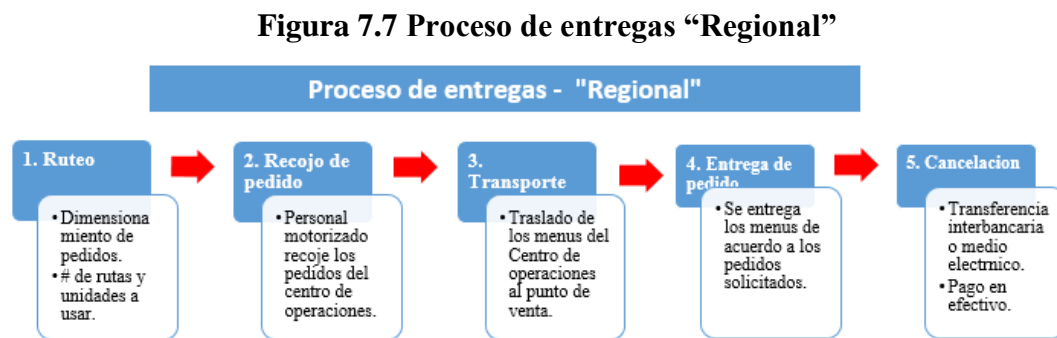 Figura 7.7 Proceso de entregas “Regional”
Proceso de entregas - "Regional"
1. Ruteo
• Dimensiona
miento de
pedidos.
• # de rutas y
unidades a
usar.
2. Recojo de
pedido
• Personal
motorizado
recoje los
pedidos del
centro de
operaciones.
3.
Transporte
• Traslado de
los menus del
Centro de
operaciones
al punto de
venta.
4. Entrega de
pedido
• Se entrega
los menus de
acuerdo a los
pedidos
solicitados.
5. Cancelacion
• Transferencia
interbancaria
o medio
electrnico.
• Pago en
efectivo.